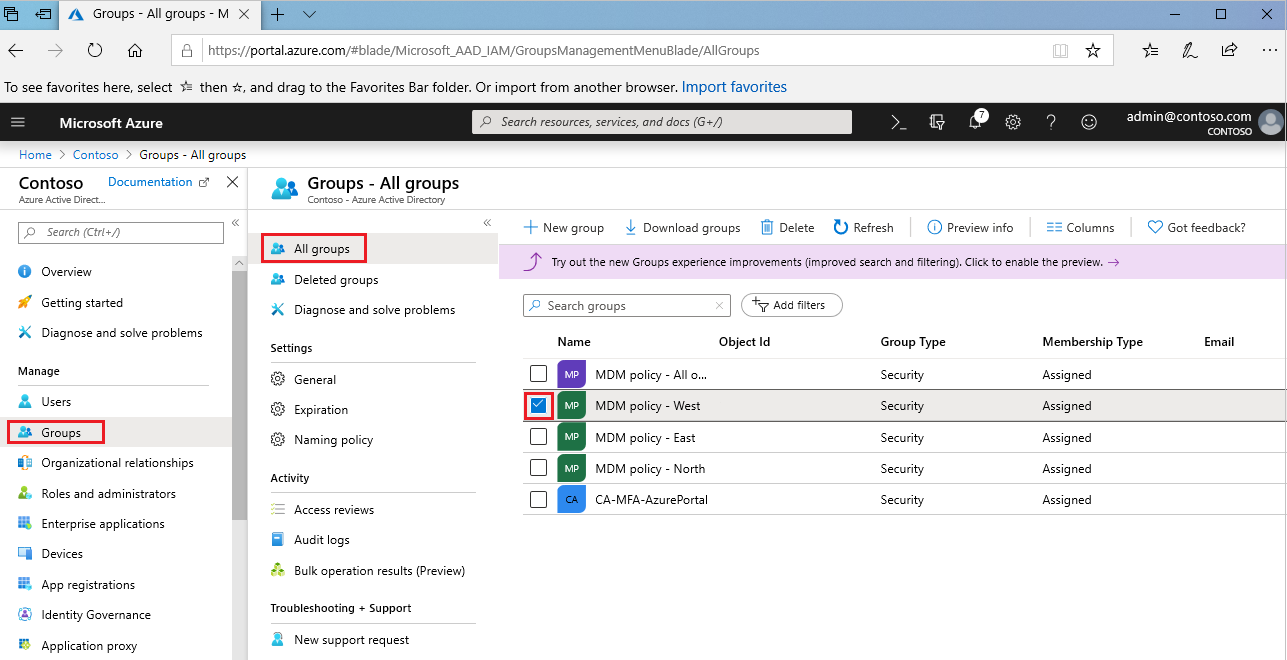 Groups - All groups - M
https://portal.azure.com/#blade/Microsoft_AAD_IAM/GroupsManagementMenuBlade/AllGroups
To see favorites here, select then ☆, and drag to the Favorites Bar folder. Or import from another browser. Import favorites
Microsoft Azure
Search resources, services, and docs (G+/)
7
admin@contoso.com
CONTOSO
Home > Contoso > Groups - All groups
Contoso
Documentation
Azure Active Direct...
Search (Ctrl+/)
Overview
Getting started
Diagnose and solve problems
Manage
Users
Groups
Organizational relationships
Roles and administrators
Enterprise applications
Devices
App registrations
Identity Governance
Application proxy
Groups - All groups
Contoso - Azure Active Directory
All groups
Deleted groups
Diagnose and solve problems
Settings
General
Expiration
Naming policy
Activity
Access reviews
Audit logs
Bulk operation results (Preview)
Troubleshooting + Support
New support request
New group Download groups Delete Refresh Preview info Columns Got feedback?
Try out the new Groups experience improvements (improved search and filtering). Click to enable the preview. →
Search groups
Add filters
Name Object Id Group Type Membership Type Email
MP MDM policy - All o... Security Assigned
MP MDM policy - West Security Assigned
MP MDM policy - East Security Assigned
MP MDM policy - North Security Assigned
CA CA-MFA-AzurePortal Security Assigned